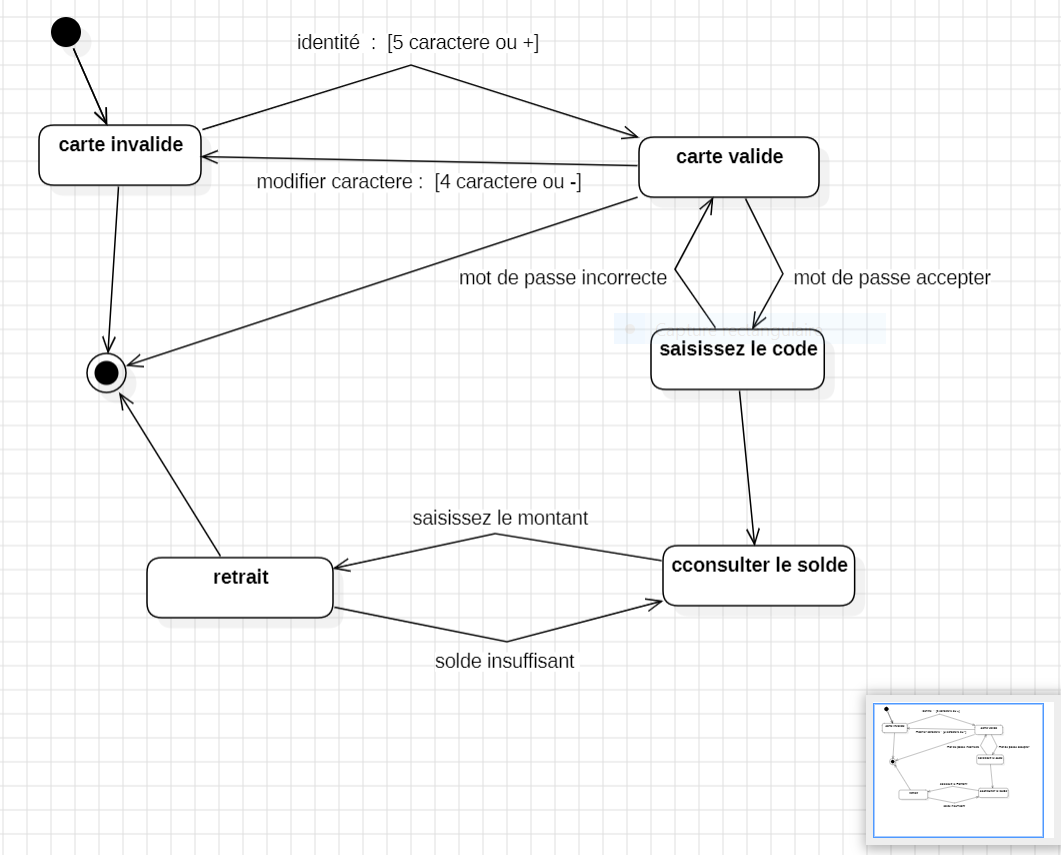 identité : [5 caractere ou +]
carte invalide
carte valide
modifier caractere : [4 caractere ou -]
mot de passe incorrecte
mot de passe accepter
saisissez le code
saisissez le montant
retrait
cconsulter le solde
solde insuffisant